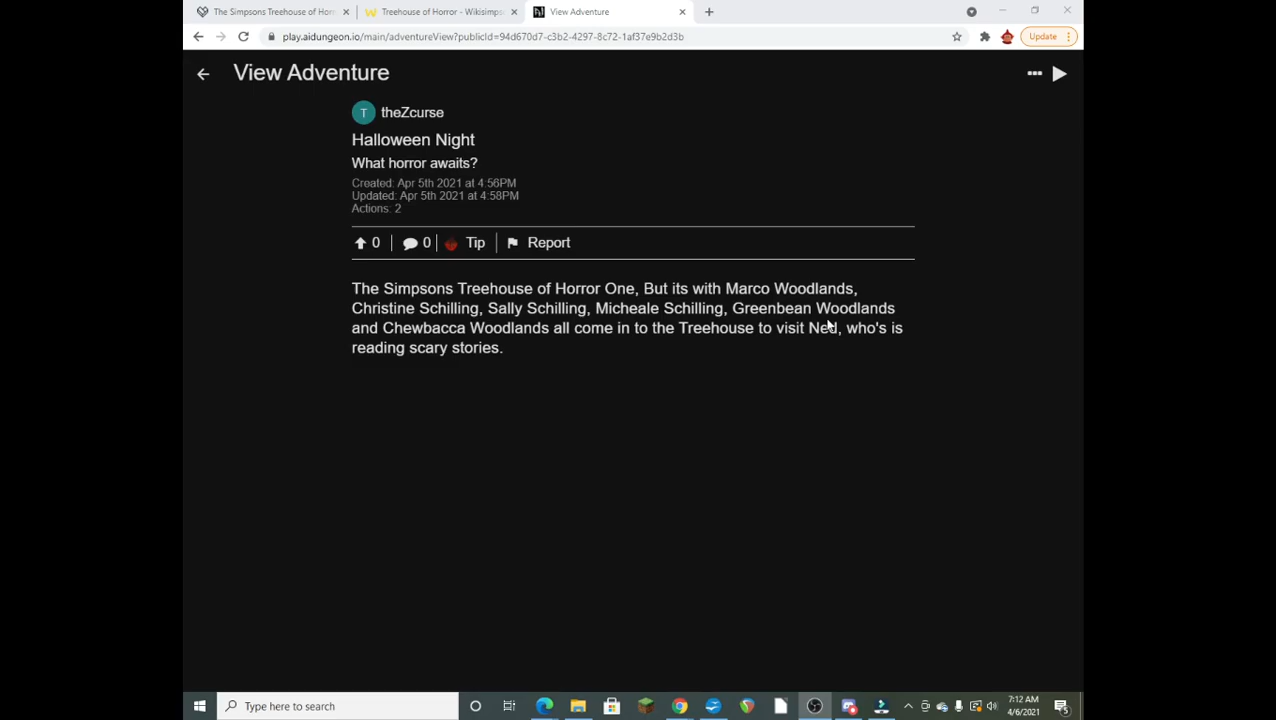 The Simpsons Treehouse of Horr
Treehouse of Horror - Wikisimps
View Adventure
play.aidungeon.io/main/adventureView?publicId=94d670d7-c3b2-4297-8c72-1af37e9b2d3b
Update
View Adventure
T theZcurse
Halloween Night
What horror awaits?
Created: Apr 5th 2021 at 4:56PM
Updated: Apr 5th 2021 at 4:58PM
Actions: 2
0 0 Tip Report
The Simpsons Treehouse of Horror One, But its with Marco Woodlands,
Christine Schilling, Sally Schilling, Micheale Schilling, Greenbean Woodlands
and Chewbacca Woodlands all come in to the Treehouse to visit Ned, who's is
reading scary stories.
Type here to search
7:12 AM
4/6/2021
5